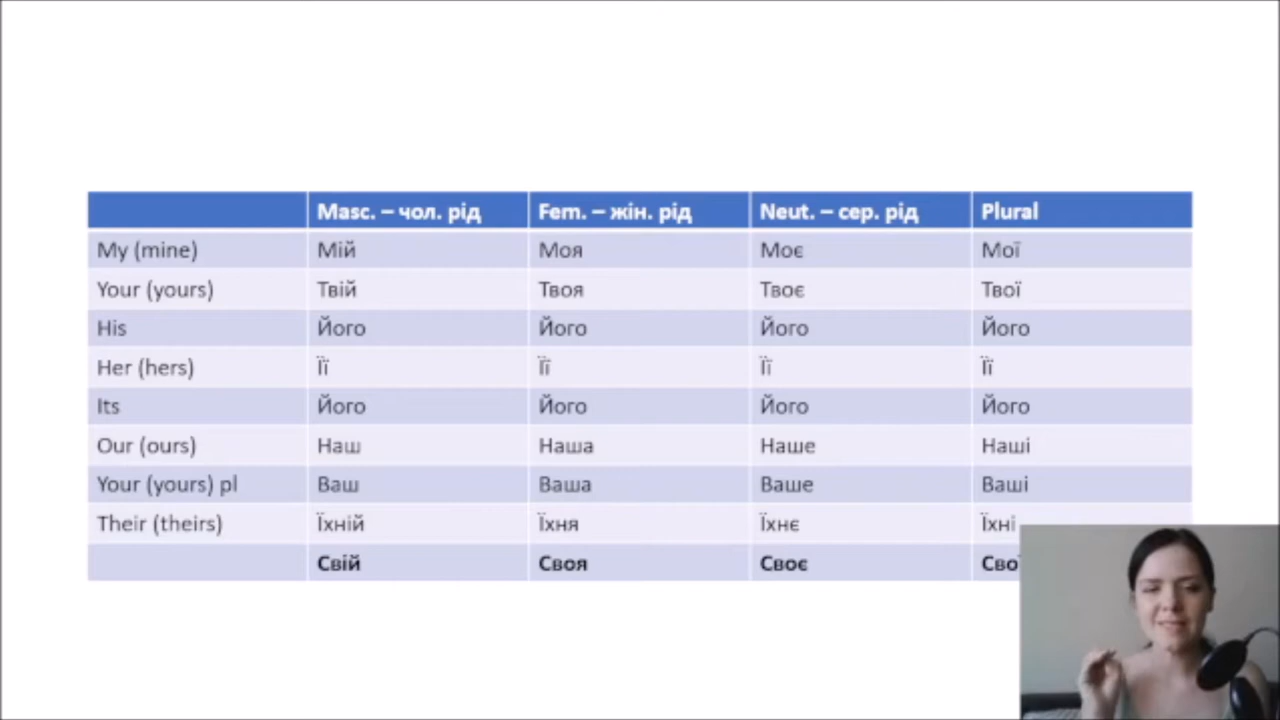 Masc. – чол. рід Fem. – жін. рід Neut. – сер. рід Plural
My (mine) Мій Моя Моє Мої
Your (yours) Твій Твоя Твоє Твої
His Його Його Його Його
Her (hers) Її Її Її Її
Its Його Його Його Його
Our (ours) Наш Наша Наше Наші
Your (yours) pl Ваш Ваша Ваше Ваші
Their (theirs) Їхній Їхня Їхнє Їхні
Свій Своя Своє